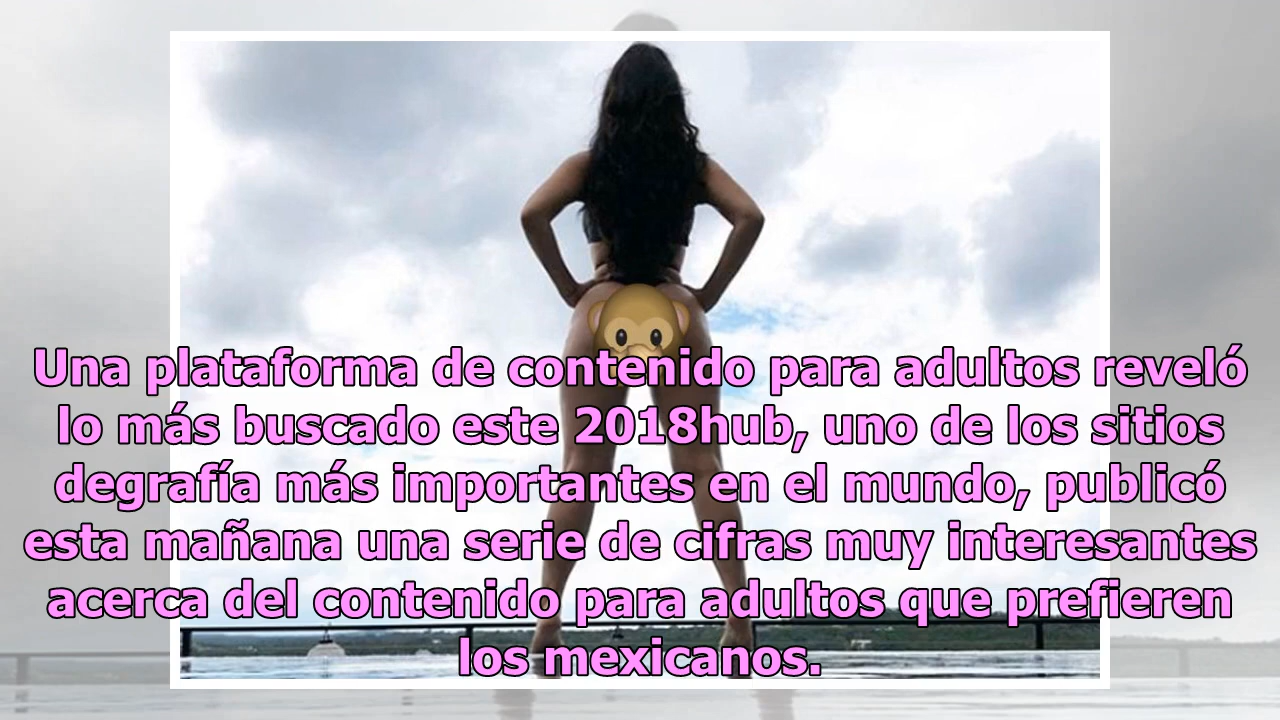 Una plataforma de contenido para adultos reveló
lo más buscado este 2018hub, uno de los sitios
degrafía más importantes en el mundo, publicó
esta mañana una serie de cifras muy interesantes
acerca del contenido para adultos que prefieren
los mexicanos.